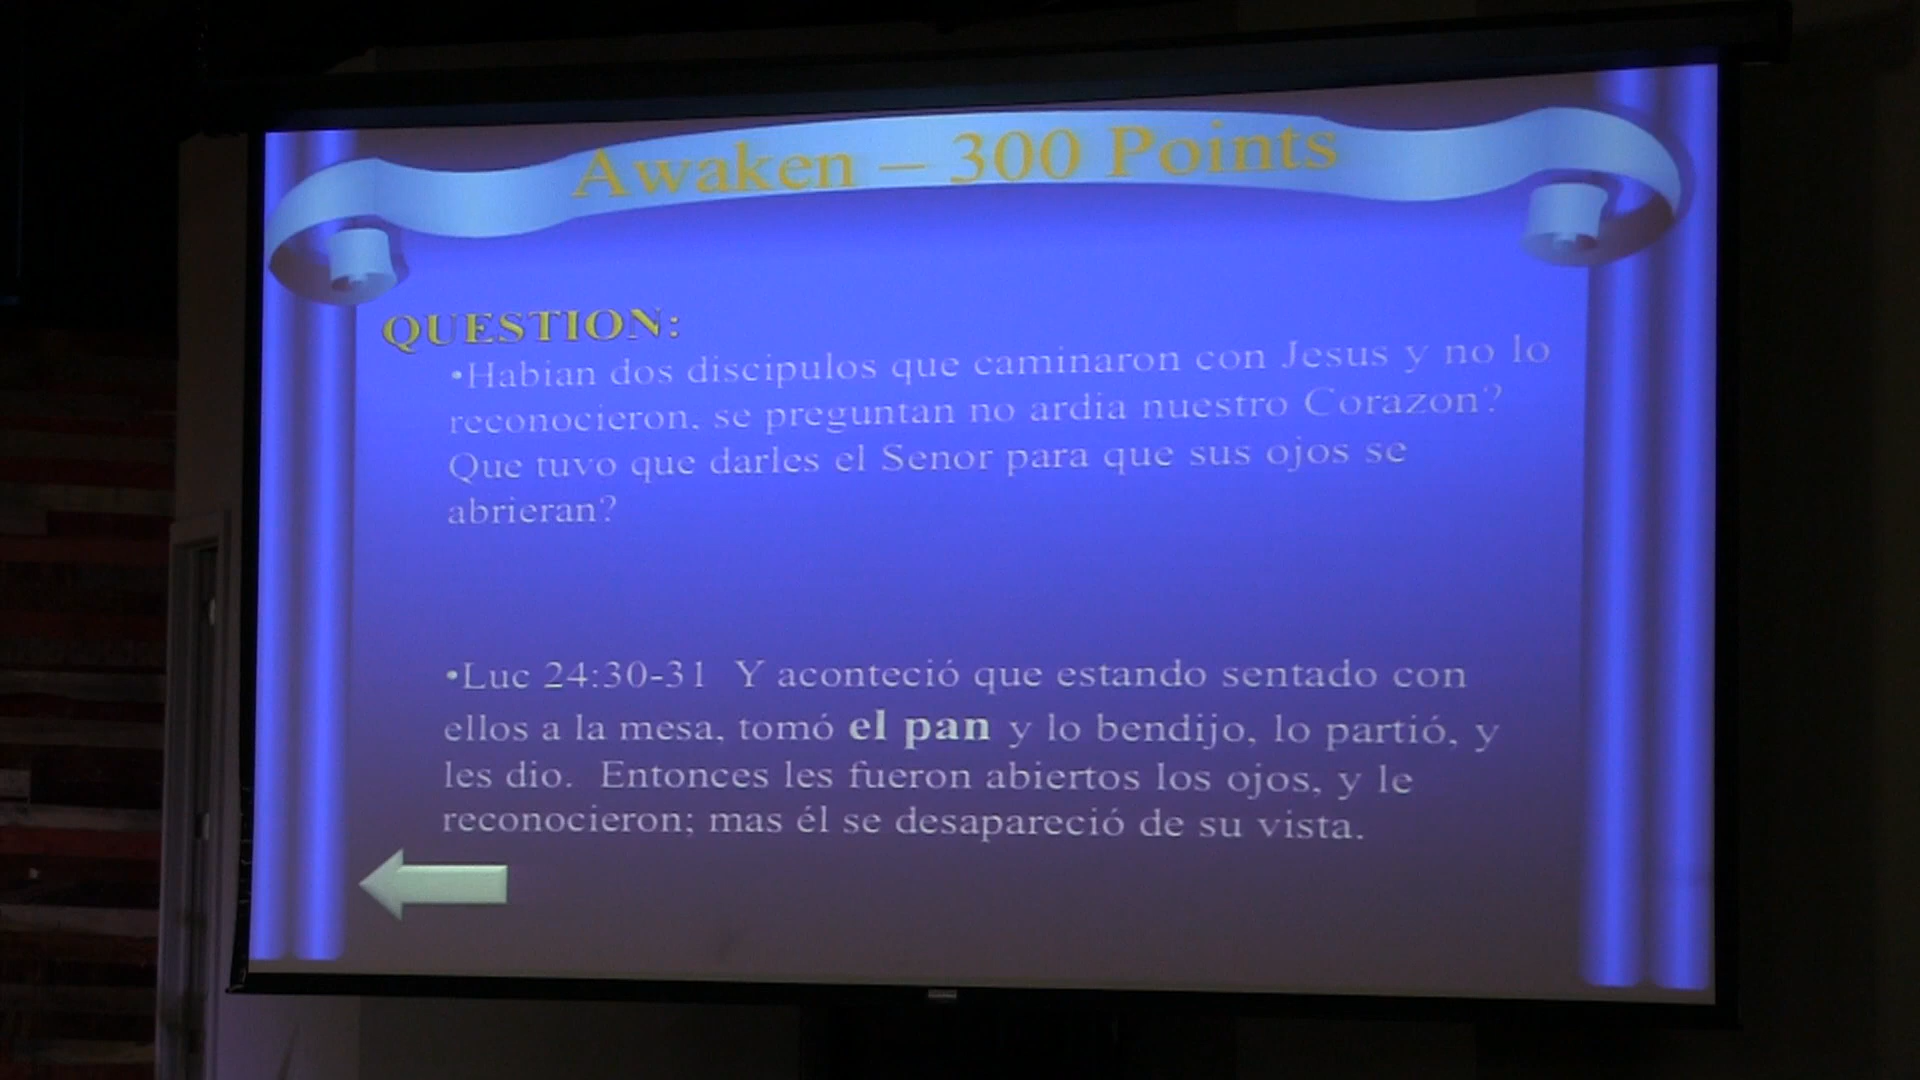 Awaken – 300 Points
QUESTION:
•Habian dos discipulos que caminaron con Jesus y no lo
reconocieron, se preguntan no ardia nuestro Corazon?
Que tuvo que darles el Senor para que sus ojos se
abrieran?
•Luc 24:30-31 Y aconteció que estando sentado con
ellos a la mesa, tomó el pan y lo bendijo, lo partió, y
les dio. Entonces les fueron abiertos los ojos, y le
reconocieron; mas él se desapareció de su vista.